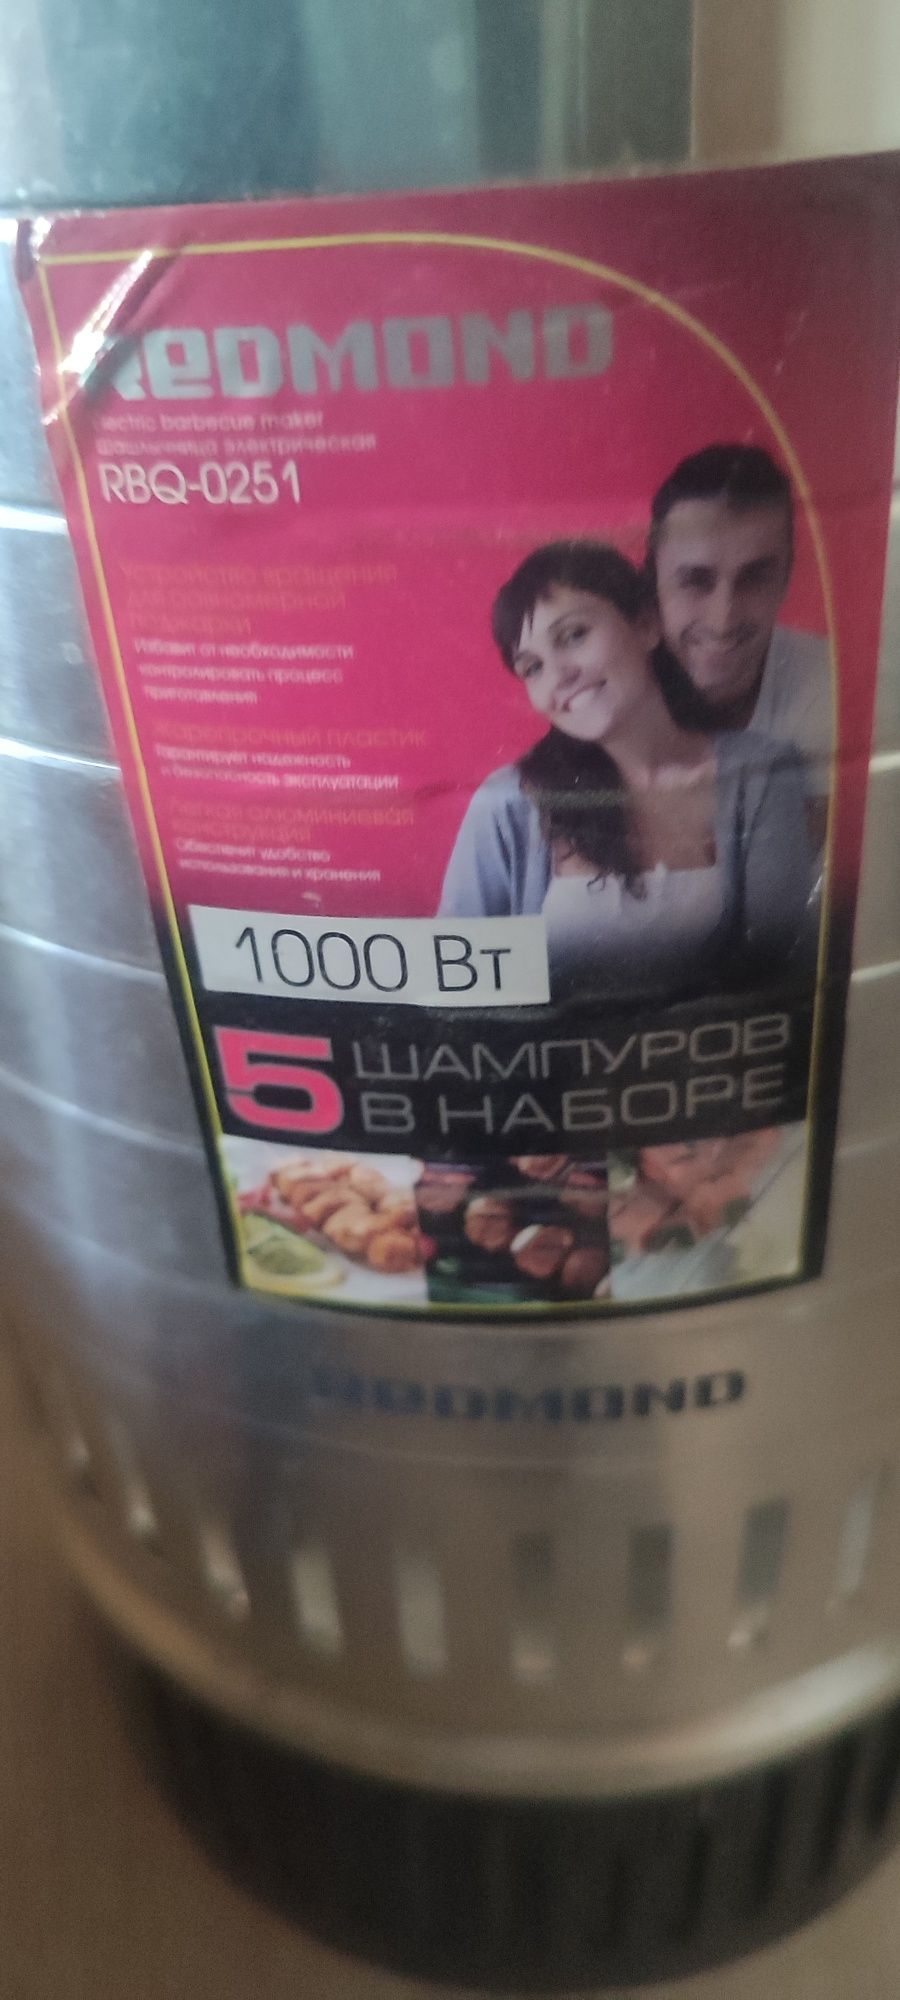 REDMOND
electric barbecue maker
шашлычница электрическая
RBQ-0251
Устройство вращения
для равномерной
поджарки
Избавит от необходимости
контролировать процесс
приготовления
Жаропрочный пластик
Гарантирует надежность
и безопасность эксплуатации
Легкая алюминиевая
конструкция
Обеспечит удобство
использования и хранения
1000 Вт
5 ШАМПУРОВ
В НАБОРЕ
REDMOND